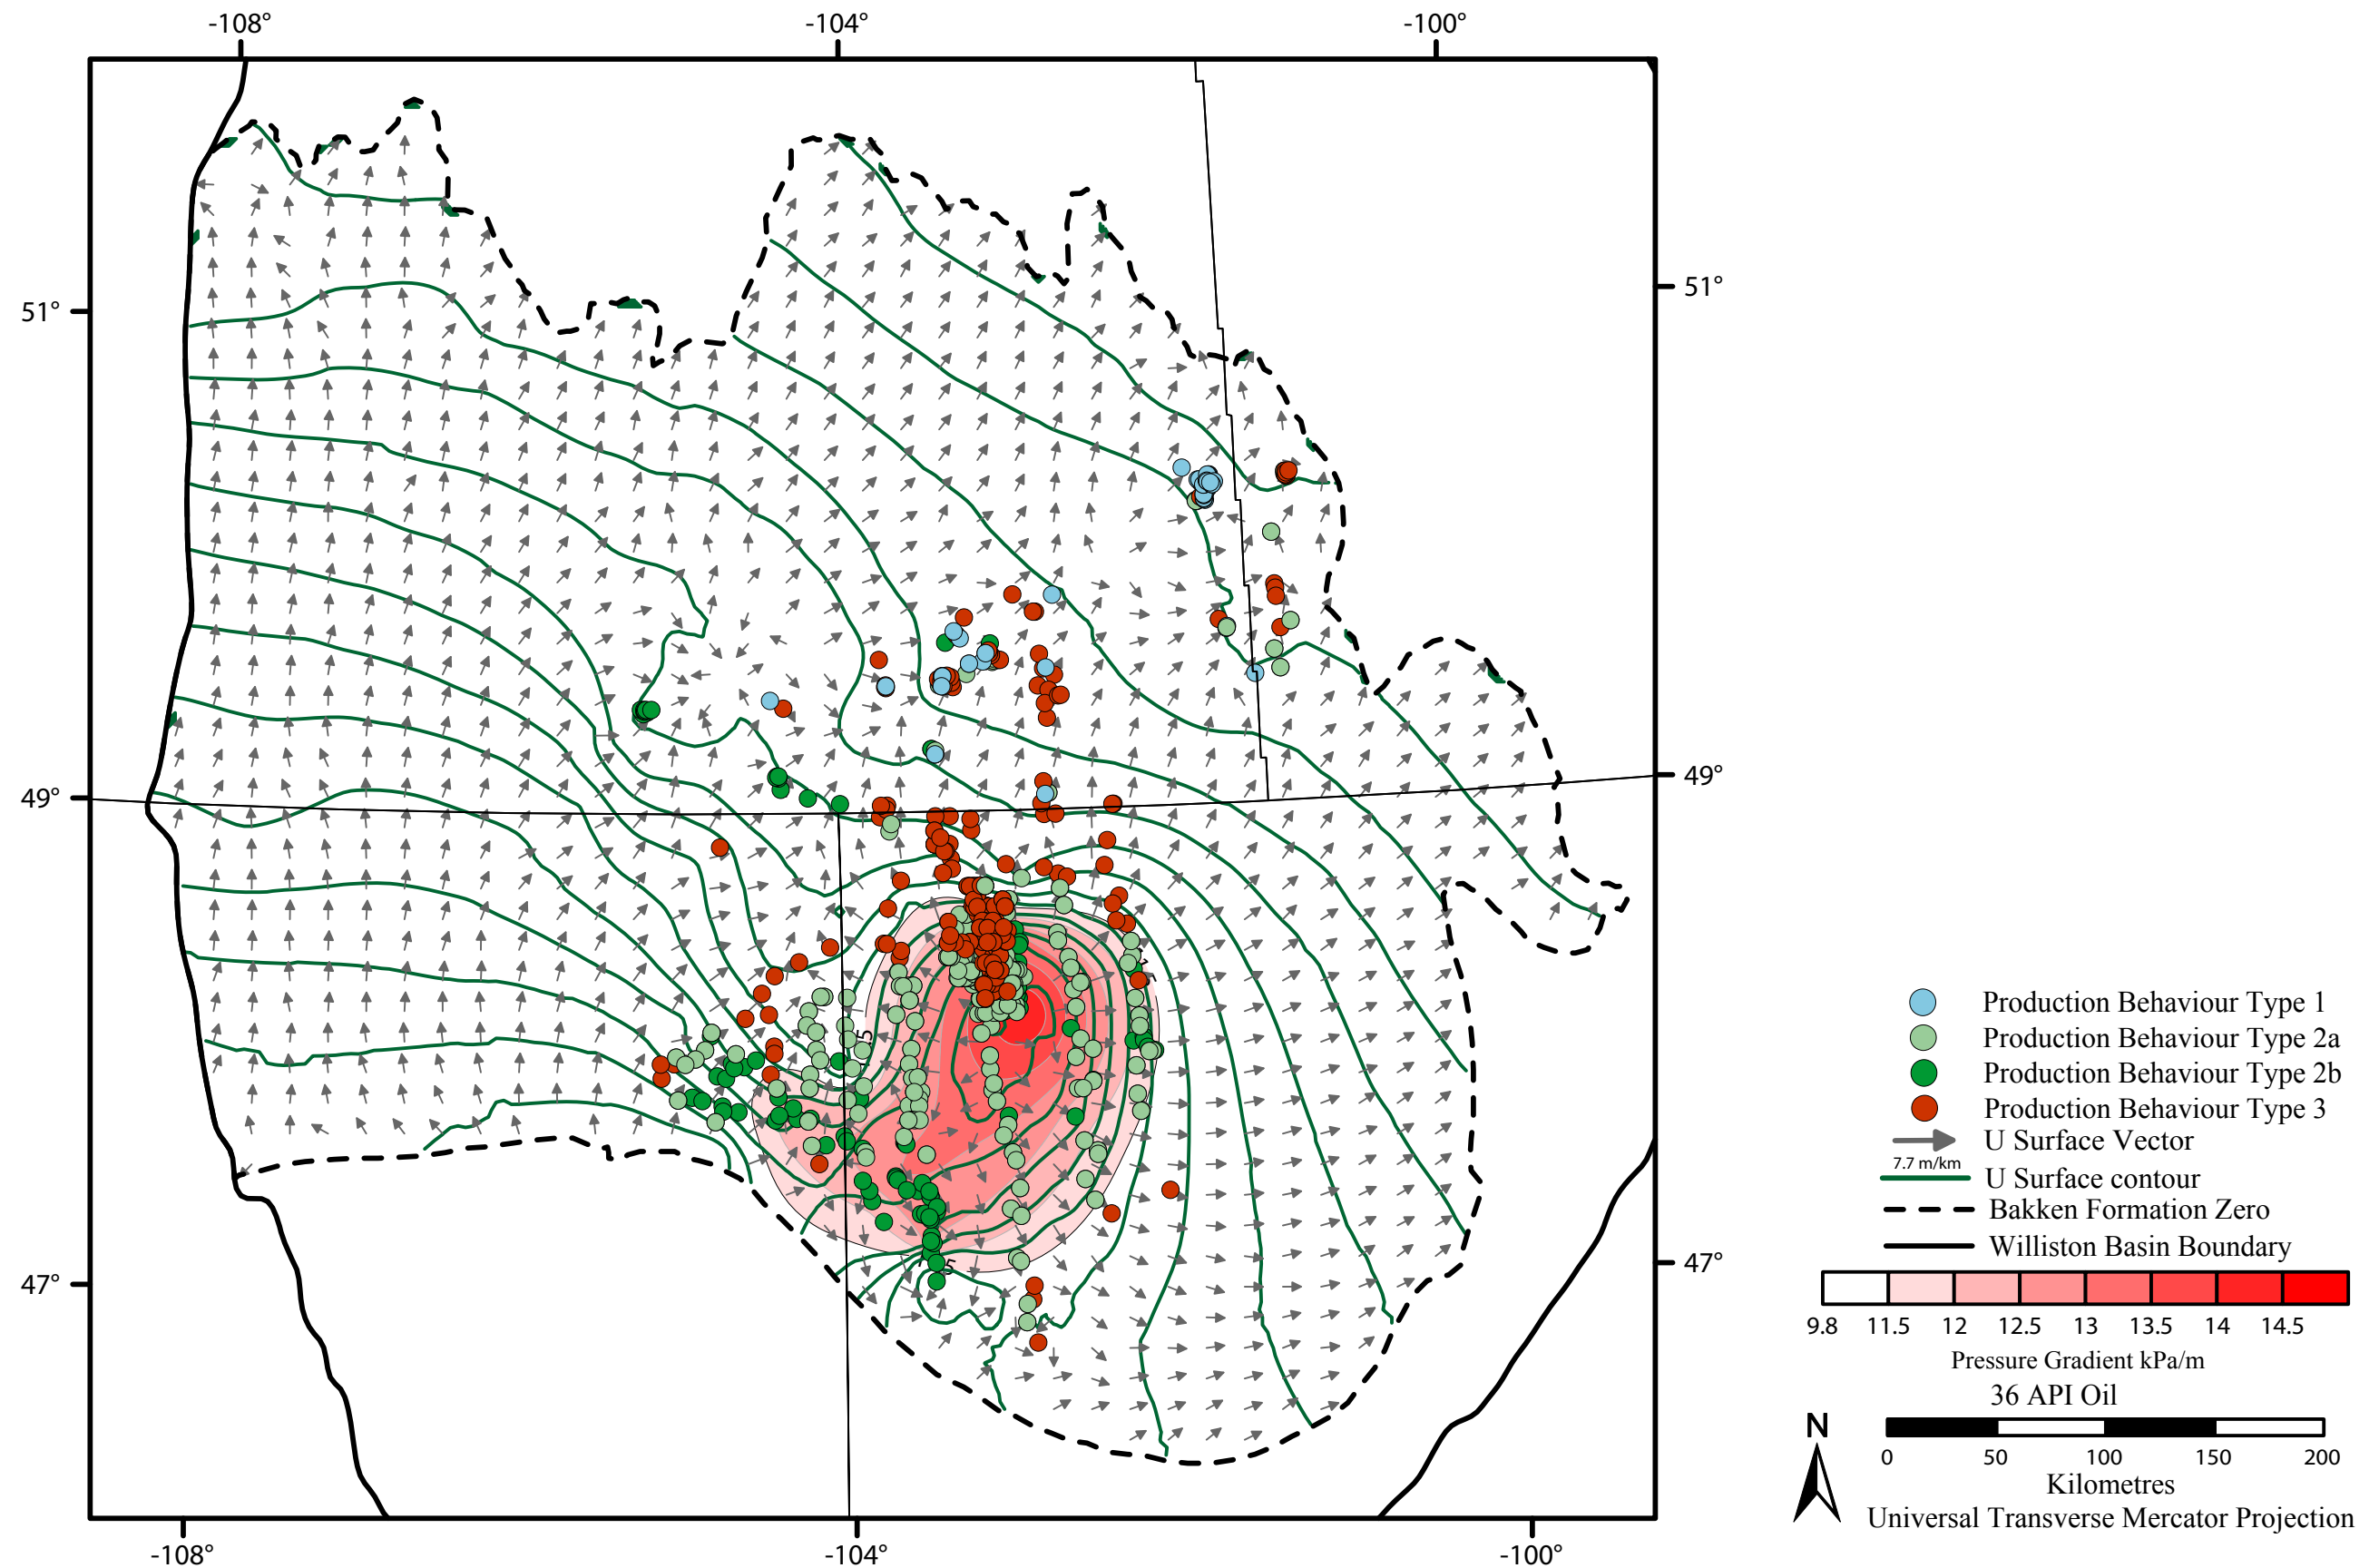 -108°
-104°
-100°
51°
51°
49°
49°
47°
47°
-108°
-104°
-100°
Production Behaviour Type 1
Production Behaviour Type 2a
Production Behaviour Type 2b
Production Behaviour Type 3
U Surface Vector
7.7 m/km
U Surface contour
Bakken Formation Zero
Williston Basin Boundary
9.8 11.5 12 12.5 13 13.5 14 14.5
Pressure Gradient kPa/m
36 API Oil
N
0 50 100 150 200
Kilometres
Universal Transverse Mercator Projection